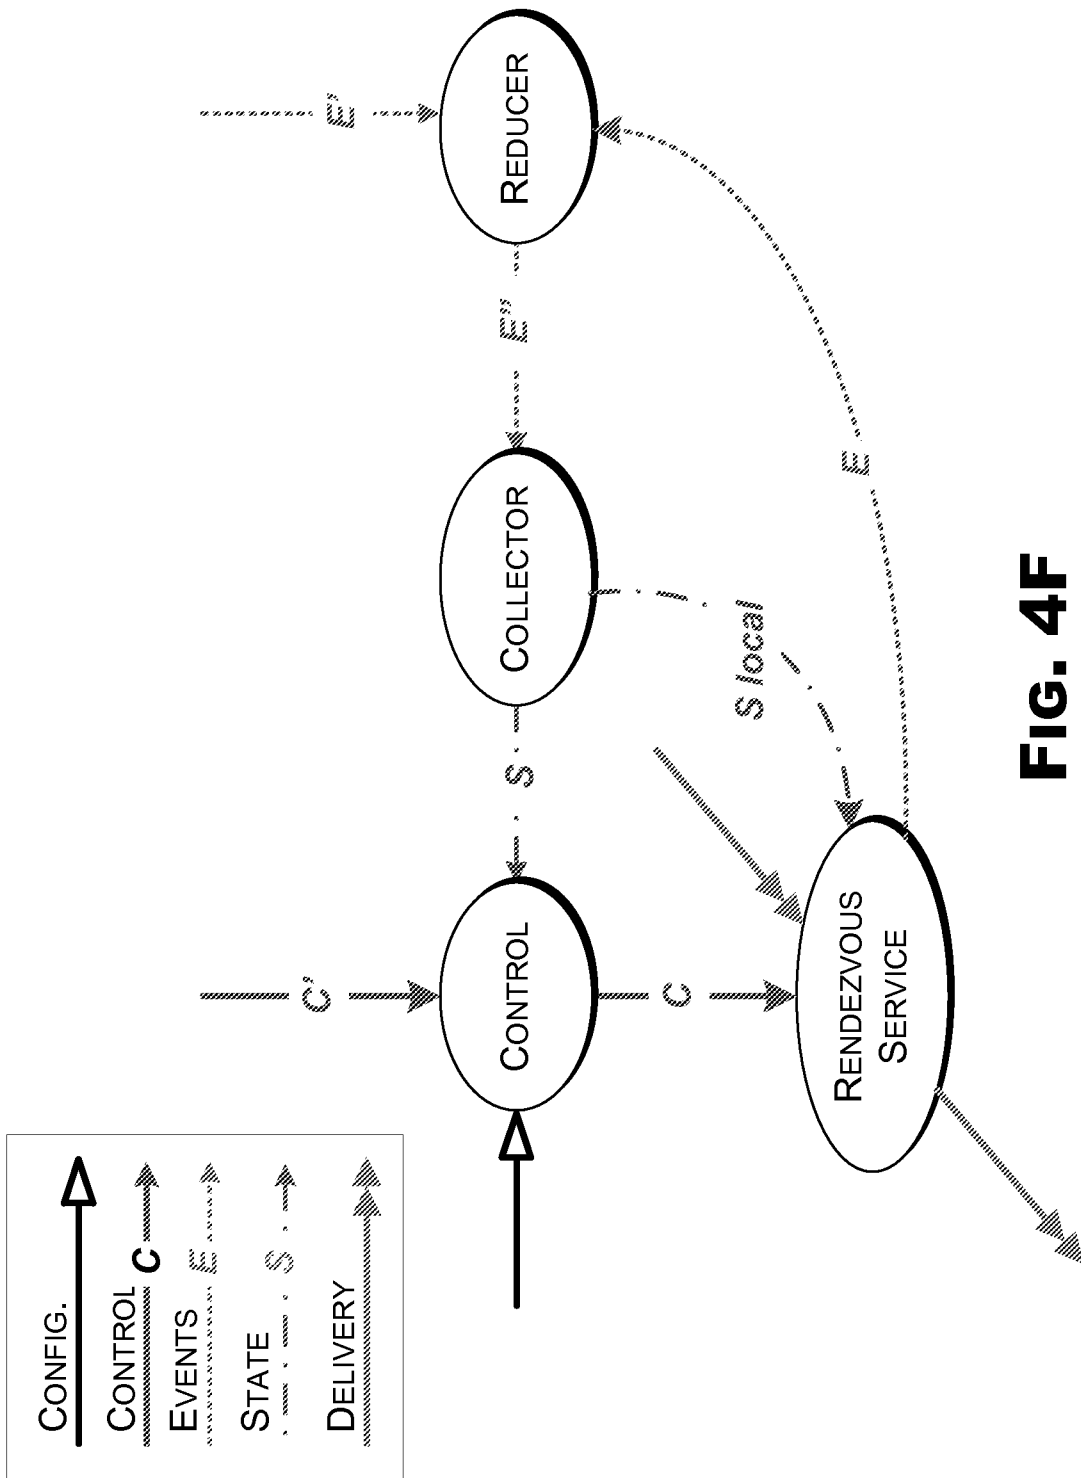 CONFIG.
CONTROL C
EVENTS E
STATE S
DELIVERY
C'
E'
CONTROL
S
COLLECTOR
E"
REDUCER
C
S local
E
RENDEZVOUS
SERVICE
FIG. 4F